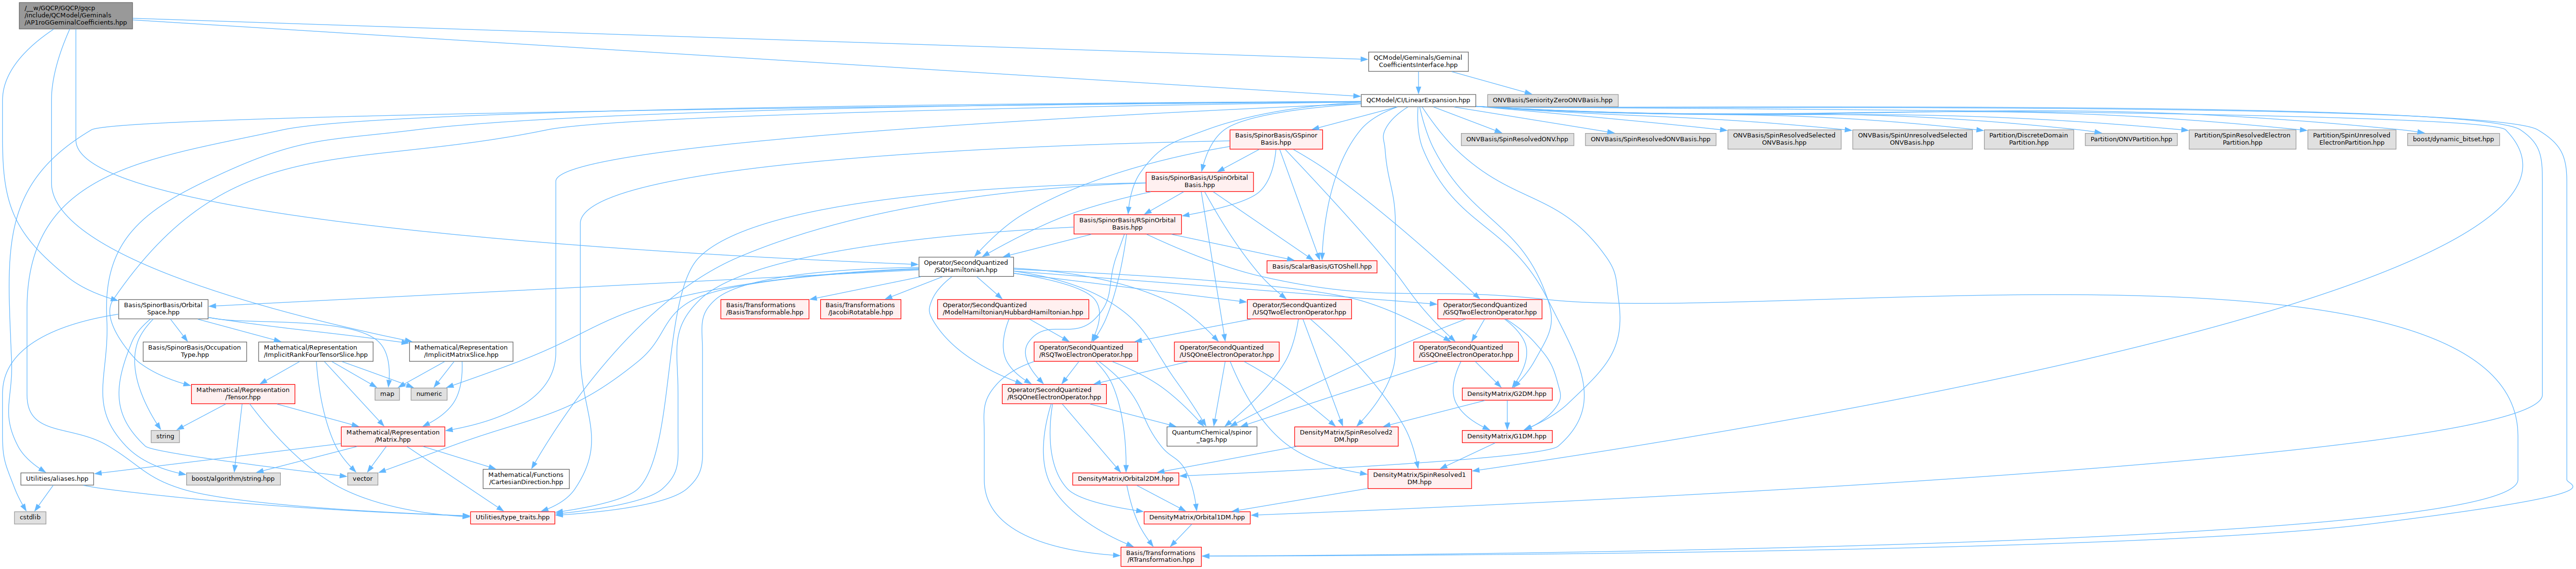 /__w/GQCP/GQCP/gqcp
/include/QCModel/Geminals
/AP1roGGeminalCoefficients.hpp
QCModel/Geminals/Geminal
CoefficientsInterface.hpp
QCModel/CI/LinearExpansion.hpp
ONVBasis/SeniorityZeroONVBasis.hpp
Basis/SpinorBasis/GSpinor
Basis.hpp
ONVBasis/SpinResolvedONV.hpp
ONVBasis/SpinResolvedONVBasis.hpp
ONVBasis/SpinResolvedSelected
ONVBasis.hpp
ONVBasis/SpinUnresolvedSelected
ONVBasis.hpp
Partition/DiscreteDomain
Partition.hpp
Partition/ONVPartition.hpp
Partition/SpinResolvedElectron
Partition.hpp
Partition/SpinUnresolved
ElectronPartition.hpp
boost/dynamic_bitset.hpp
Basis/SpinorBasis/USpinOrbital
Basis.hpp
Basis/SpinorBasis/RSpinOrbital
Basis.hpp
Operator/SecondQuantized
/SQHamiltonian.hpp
Basis/ScalarBasis/GTOShell.hpp
Basis/SpinorBasis/Orbital
Space.hpp
Basis/Transformations
/BasisTransformable.hpp
Basis/Transformations
/JacobiRotatable.hpp
Operator/SecondQuantized
/ModelHamiltonian/HubbardHamiltonian.hpp
Operator/SecondQuantized
/USQTwoElectronOperator.hpp
Operator/SecondQuantized
/GSQTwoElectronOperator.hpp
Basis/SpinorBasis/Occupation
Type.hpp
Mathematical/Representation
/ImplicitRankFourTensorSlice.hpp
Mathematical/Representation
/ImplicitMatrixSlice.hpp
Operator/SecondQuantized
/RSQTwoElectronOperator.hpp
Operator/SecondQuantized
/USQOneElectronOperator.hpp
Operator/SecondQuantized
/GSQOneElectronOperator.hpp
Mathematical/Representation
/Tensor.hpp
map
numeric
Operator/SecondQuantized
/RSQOneElectronOperator.hpp
DensityMatrix/G2DM.hpp
string
Mathematical/Representation
/Matrix.hpp
QuantumChemical/spinor
_tags.hpp
DensityMatrix/SpinResolved2
DM.hpp
DensityMatrix/G1DM.hpp
Utilities/aliases.hpp
boost/algorithm/string.hpp
vector
Mathematical/Functions
/CartesianDirection.hpp
DensityMatrix/Orbital2DM.hpp
DensityMatrix/SpinResolved1
DM.hpp
cstdlib
Utilities/type_traits.hpp
DensityMatrix/Orbital1DM.hpp
Basis/Transformations
/RTransformation.hpp